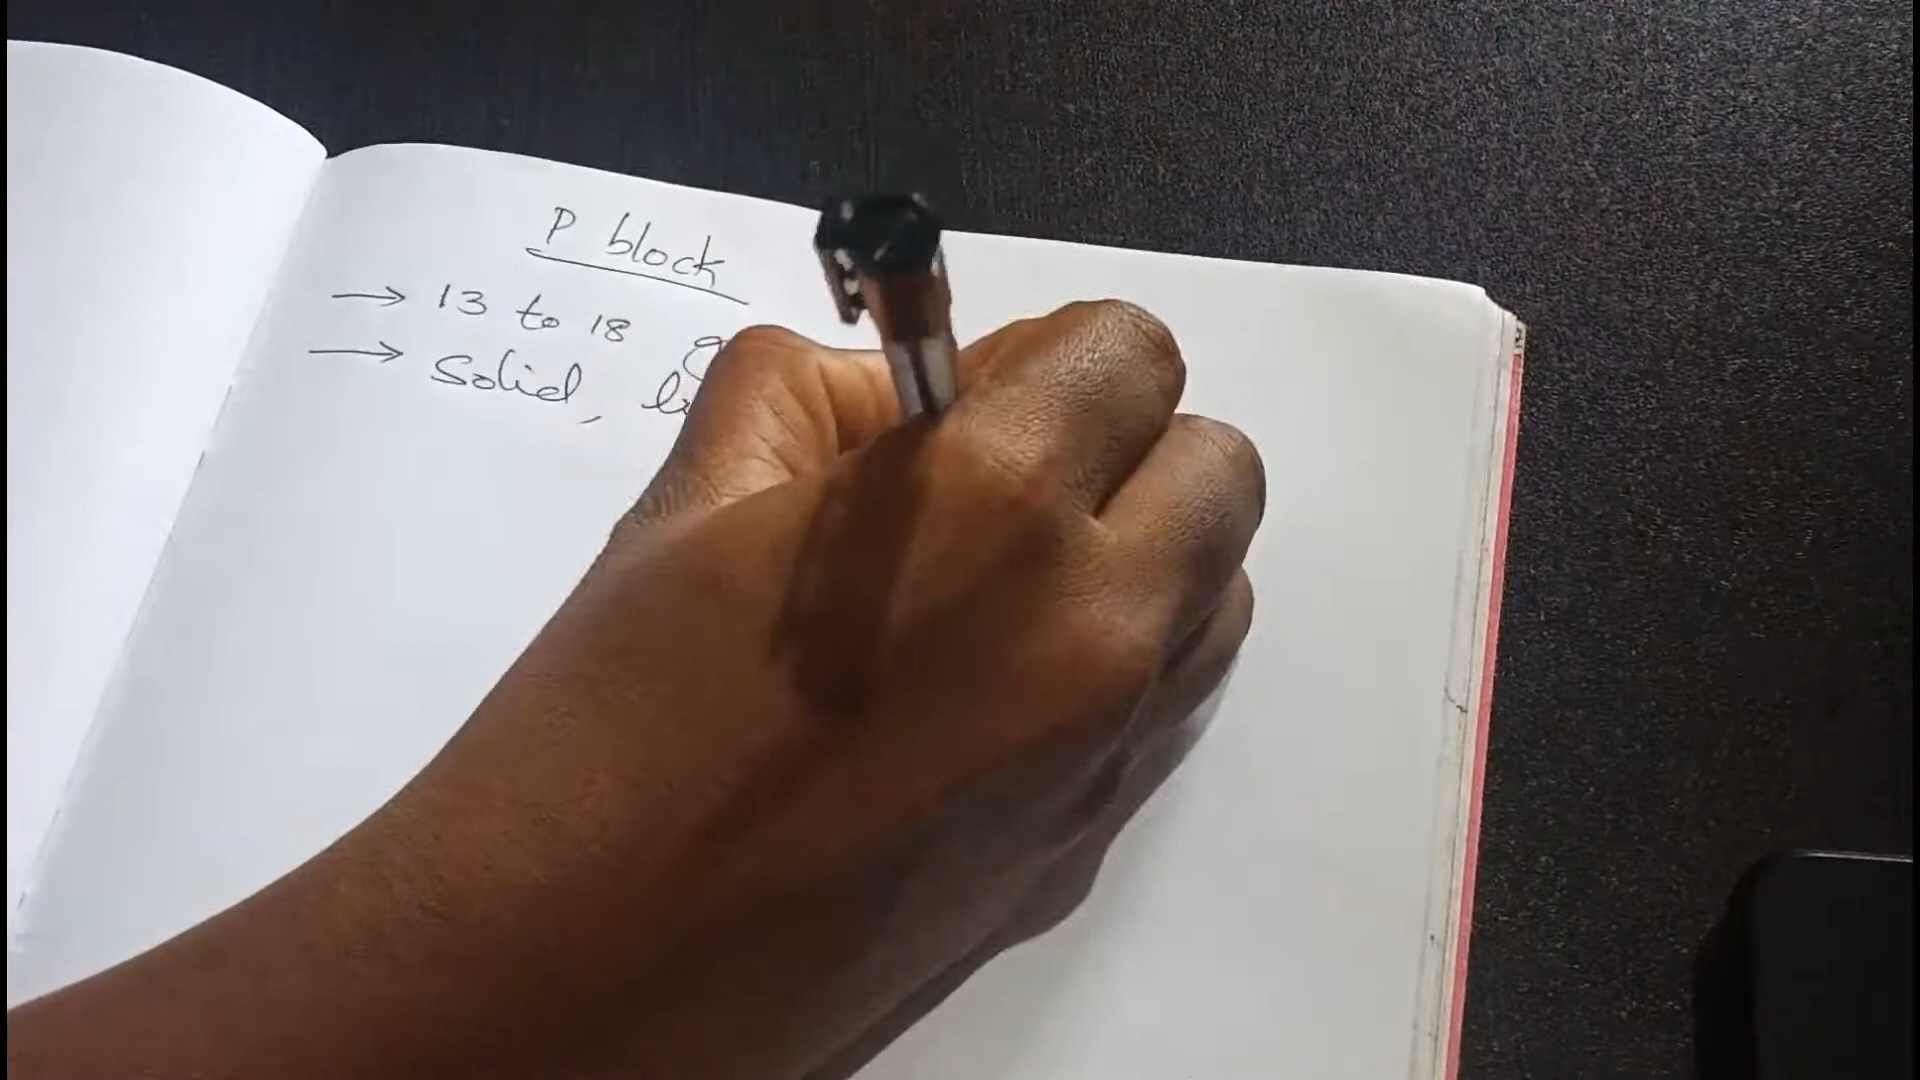 P block
→ 13 to 18
→ Solid,